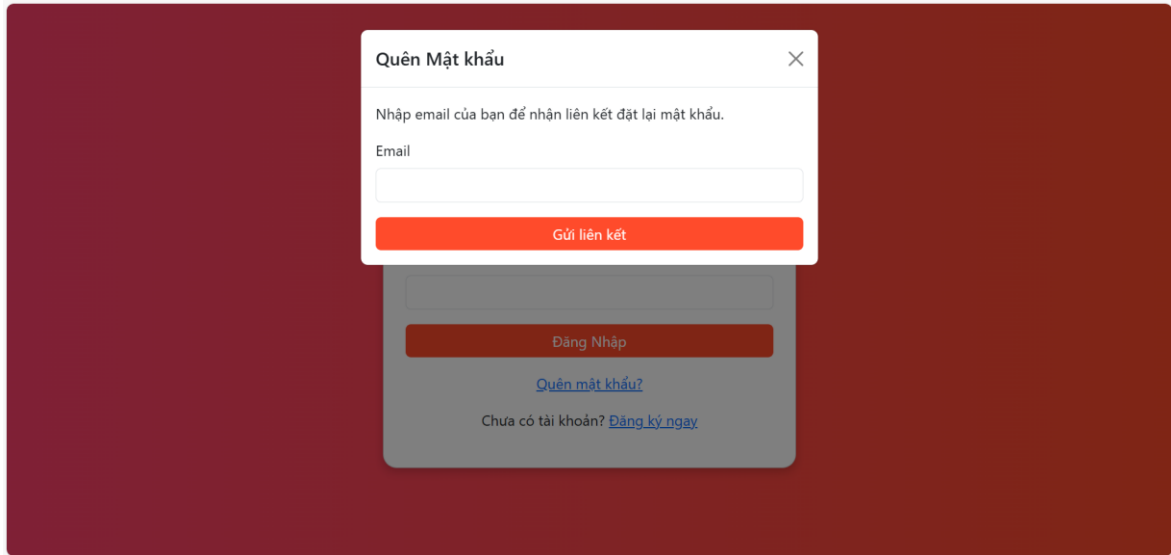 Quên Mật khẩu
Nhập email của bạn để nhận liên kết đặt lại mật khẩu.
Email
Gửi liên kết
Đăng Nhập
Quên mật khẩu?
Chưa có tài khoản? Đăng ký ngay